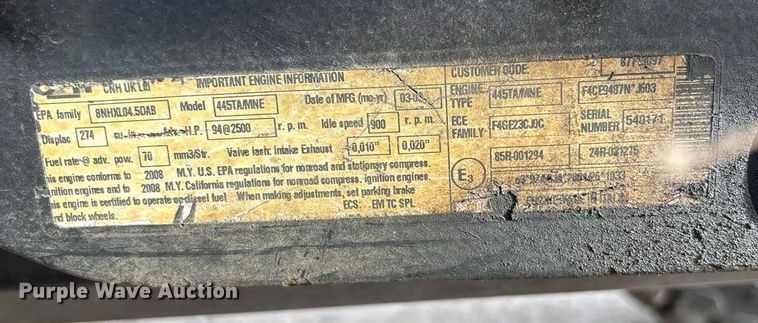 CNH UK Ltd IMPORTANT ENGINE INFORMATION CUSTOMER CODE:
EPA family 8NHXL04.5DAB Model 445TA/MNE Date of MFG (mo-yr)
ENGINE TYPE 445TA/MNE
Displac 274 H.P. 94@2500 r. p. m. Idle speed 900 r. p. m.
ECE FAMILY: F4GE23CJ0C SERIAL NUMBER
Fuel rate@ adv. pow. 70 mm3/Str. Valve lash: intake Exhaust 0,010" 0,020"
E3 85R-001294
his engine conforms to 2008 M.Y. US EPA regulations for nonroad and stationary compress.
ignition engines and to 2008 M.Y. California regulations for nonroad compress. ignition engines.
his engine is certified to operate on diesel fuel When making adjustments, set parking brake
nd block wheels. ECS: EM TC SPL
Purple Wave Auction